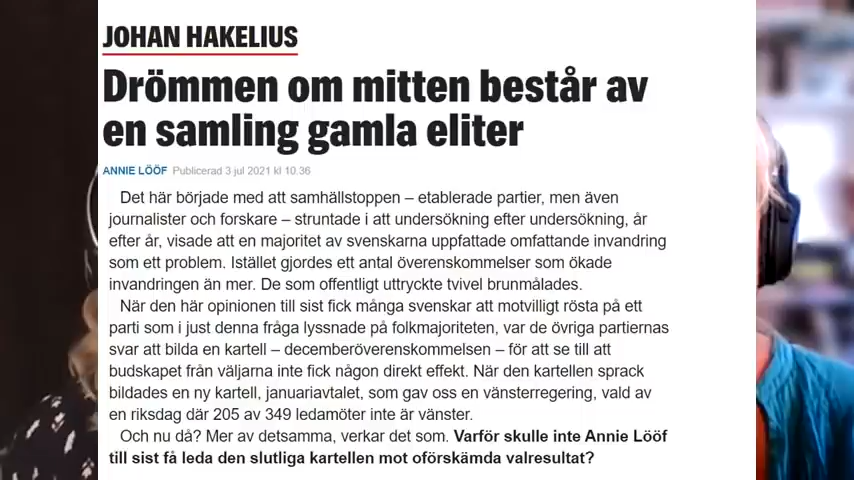 JOHAN HAKELIUS
Drömmen om mitten består av
en samling gamla eliter
ANNIE LÖÖF Publicerad 3 jul 2021 kl 10.36
Det här började med att samhällstoppen – etablerade partier, men även
journalister och forskare – struntade i att undersökning efter undersökning, år
efter år, visade att en majoritet av svenskarna uppfattade omfattande invandring
som ett problem. Istället gjordes ett antal överenskommelser som ökade
invandringen än mer. De som offentligt uttryckte tvivel brunmålades.
När den här opinionen till sist fick många svenskar att motvilligt rösta på ett
parti som i just denna fråga lyssnade på folkmajoriteten, var de övriga partiernas
svar att bilda en kartell – decemberöverenskommelsen – för att se till att
budskapet från väljarna inte fick någon direkt effekt. När den kartellen sprack
bildades en ny kartell, januariavtalet, som gav oss en vänsterregering, vald av
en riksdag där 205 av 349 ledamöter inte är vänster.
Och nu då? Mer av detsamma, verkar det som. Varför skulle inte Annie Lööf
till sist få leda den slutliga kartellen mot oförskämda valresultat?